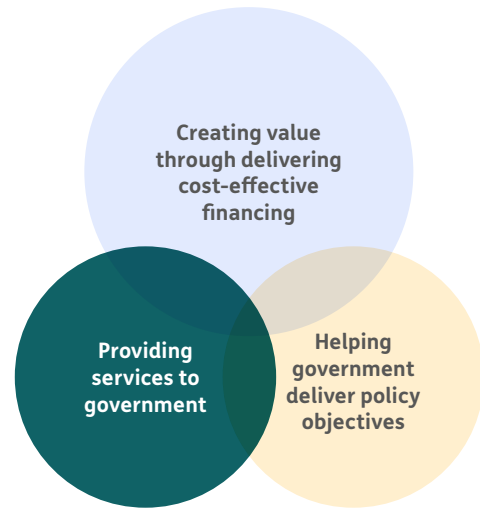 Creating value
through delivering
cost-effective
financing
Providing
services to
government
Helping
government
deliver policy
objectives